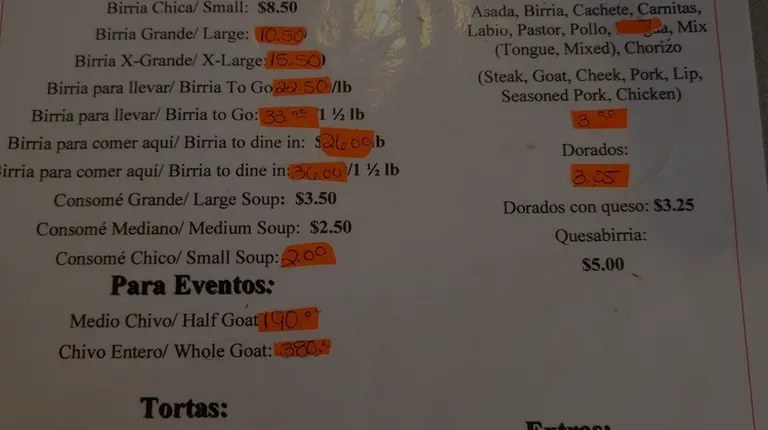 Birria Chica/ Small: $8.50
Birria Grande/ Large: 10.50
Birria X-Grande/ X-Large: 15.50
Birria para llevar/ Birria To Go 22.50/lb
Birria para llevar/ Birria to Go: 33.00/1 ½ lb
Birria para comer aquí/ Birria to dine in: $26.00 lb
Birria para comer aquí/ Birria to dine in: 36.00/1 ½ lb
Consomé Grande/ Large Soup: $3.50
Consomé Mediano/ Medium Soup: $2.50
Consomé Chico/ Small Soup: 2.00
Para Eventos:
Medio Chivo/ Half Goat 190.0
Chivo Entero/ Whole Goat: 380.0
Tortas:
Asada, Birria, Cachete, Carnitas,
Labio, Pastor, Pollo, Mix
(Tongue, Mixed), Chorizo
(Steak, Goat, Cheek, Pork, Lip,
Seasoned Pork, Chicken)
3.00
Dorados:
3.25
Dorados con queso: $3.25
Quesabirria:
$5.00